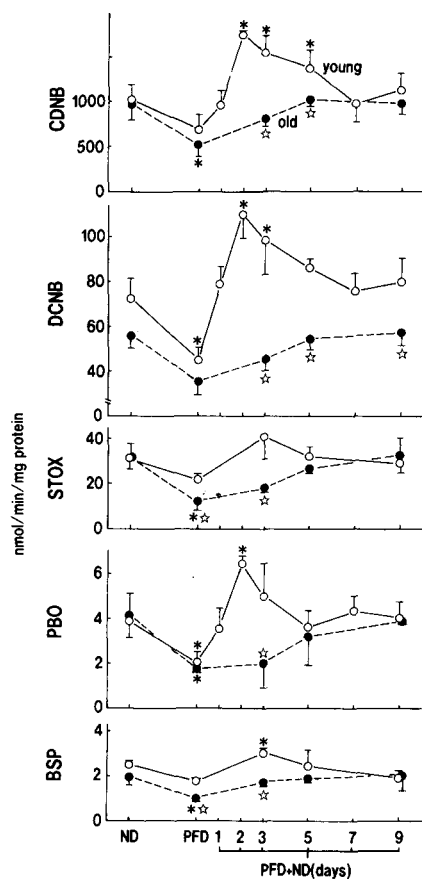 nmol/min/mg protein
CDNB
1000
500
0
young
old
* * *
*
☆ ☆
DCNB
100
80
60
40
0
* *
*
☆ ☆ ☆
STOX
40
20
0
*☆
☆
PBO
6
4
2
0
*
*
*
☆
BSP
4
2
0
*
*☆
☆
ND PFD 1 2 3 5 7 9
PFD+ND(days)